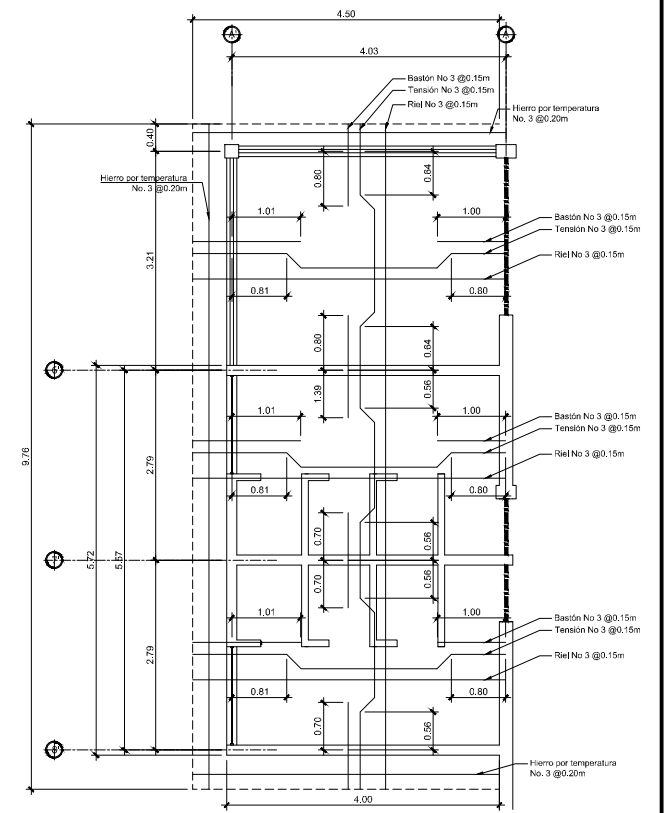 4.50
4.03
Bastón No 3 @0.15m
Tensión No 3 @0.15m
Riel No 3 @0.15m
Hierro por temperatura
No. 3 @0.20m
0.40
0.80
0.64
Hierro por temperatura
No. 3 @0.20m
1.01
1.00
Bastón No 3 @0.15m
Tensión No 3 @0.15m
Riel No 3 @0.15m
3.21
0.81
0.80
0.80
0.64
1.39
0.56
1.01
1.00
Bastón No 3 @0.15m
Tensión No 3 @0.15m
Riel No 3 @0.15m
9.76
2.79
0.81
0.80
0.70
0.56
5.72
5.57
0.70
0.56
1.01
1.00
Bastón No 3 @0.15m
Tensión No 3 @0.15m
Riel No 3 @0.15m
2.79
0.81
0.80
0.70
0.56
Hierro por temperatura
No. 3 @0.20m
4.00